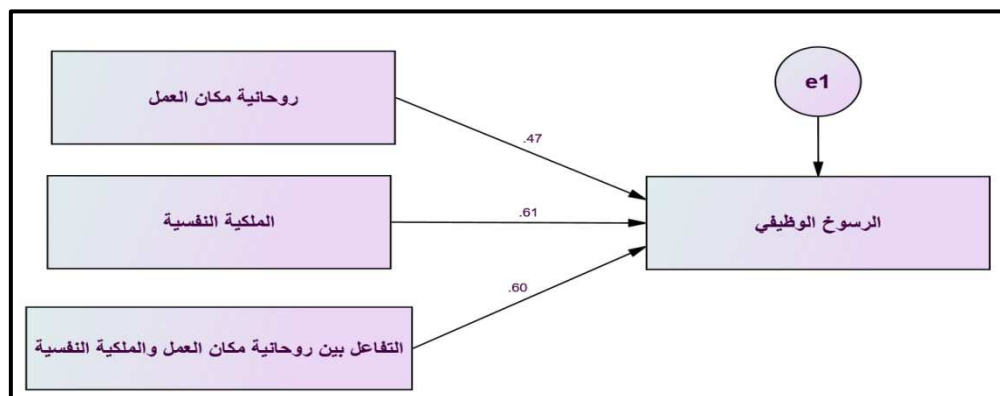 روحانية مكان العمل
e1
.47
الملكية النفسية
.61
الرسوخ الوظيفي
.60
التفاعل بين روحانية مكان العمل والملكية النفسية